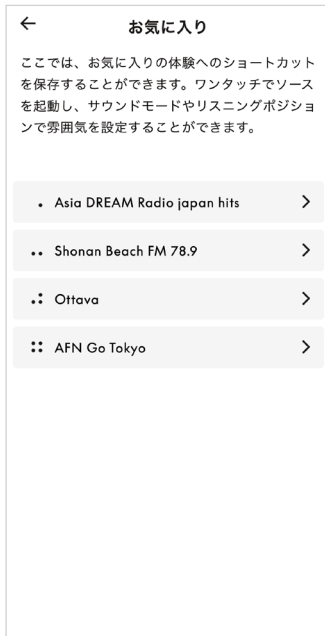 お気に入り
ここでは、お気に入りの体験へのショートカット
を保存することができます。ワンタッチでソース
を起動し、サウンドモードやリスニングポジショ
ンで雰囲気を設定することができます。
Asia DREAM Radio japan hits
Shonan Beach FM 78.9
Ottava
AFN Go Tokyo